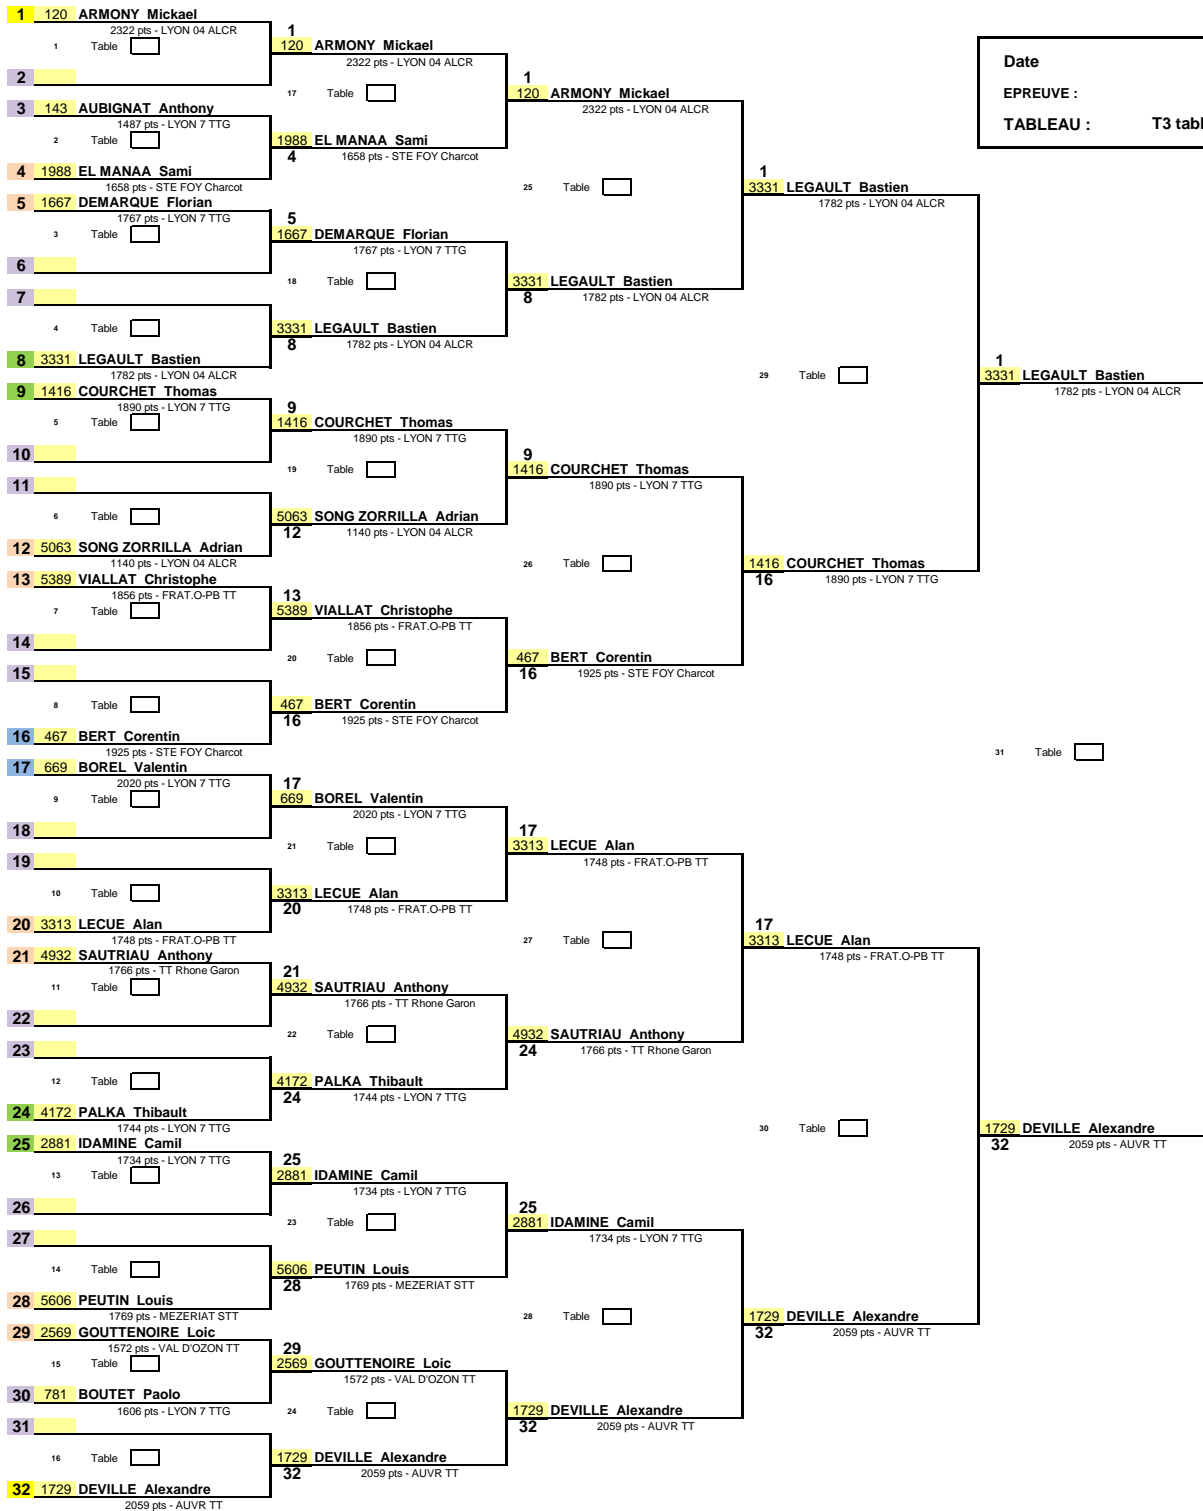 1 120 ARMONY Mickael
2322 pts - LYON 04 ALCR
1 Table
2
3 143 AUBIGNAT Anthony
1487 pts - LYON 7 TTG
2 Table
4 1988 EL MANAA Sami
1658 pts - STE FOY Charcot
5 1667 DEMARQUE Florian
1767 pts - LYON 7 TTG
3 Table
6
7
4 Table
8 3331 LEGAULT Bastien
1782 pts - LYON 04 ALCR
9 1416 COURCHET Thomas
1890 pts - LYON 7 TTG
5 Table
10
11
6 Table
12 5063 SONG ZORRILLA Adrian
1140 pts - LYON 04 ALCR
13 5389 VIALLAT Christophe
1856 pts - FRAT.O-PB TT
7 Table
14
15
8 Table
16 467 BERT Corentin
1925 pts - STE FOY Charcot
17 669 BOREL Valentin
2020 pts - LYON 7 TTG
9 Table
18
19
10 Table
20 3313 LECUE Alan
1748 pts - FRAT.O-PB TT
21 4932 SAUTRIAU Anthony
1766 pts - TT Rhone Garon
11 Table
22
23
12 Table
24 4172 PALKA Thibault
1744 pts - LYON 7 TTG
25 2881 IDAMINE Camil
1734 pts - LYON 7 TTG
13 Table
26
27
14 Table
28 5606 PEUTIN Louis
1769 pts - MEZERIAT STT
29 2569 GOUTTENOIRE Loic
1572 pts - VAL D'OZON TT
15 Table
30 781 BOUTET Paolo
1606 pts - LYON 7 TTG
31
16 Table
32 1729 DEVILLE Alexandre
2059 pts - AUVR TT
1
120 ARMONY Mickael
2322 pts - LYON 04 ALCR
17 Table
1988 EL MANAA Sami
4
1658 pts - STE FOY Charcot
5
1667 DEMARQUE Florian
1767 pts - LYON 7 TTG
18 Table
3331 LEGAULT Bastien
8
1782 pts - LYON 04 ALCR
9
1416 COURCHET Thomas
1890 pts - LYON 7 TTG
19 Table
5063 SONG ZORRILLA Adrian
12
1140 pts - LYON 04 ALCR
13
5389 VIALLAT Christophe
1856 pts - FRAT.O-PB TT
20 Table
467 BERT Corentin
16
1925 pts - STE FOY Charcot
17
669 BOREL Valentin
2020 pts - LYON 7 TTG
21 Table
3313 LECUE Alan
20
1748 pts - FRAT.O-PB TT
21
4932 SAUTRIAU Anthony
1766 pts - TT Rhone Garon
22 Table
4172 PALKA Thibault
24
1744 pts - LYON 7 TTG
25
2881 IDAMINE Camil
1734 pts - LYON 7 TTG
23 Table
5606 PEUTIN Louis
28
1769 pts - MEZERIAT STT
29
2569 GOUTTENOIRE Loic
1572 pts - VAL D'OZON TT
24 Table
1729 DEVILLE Alexandre
32
2059 pts - AUVR TT
1
120 ARMONY Mickael
2322 pts - LYON 04 ALCR
25 Table
3331 LEGAULT Bastien
8
1782 pts - LYON 04 ALCR
9
1416 COURCHET Thomas
1890 pts - LYON 7 TTG
26 Table
467 BERT Corentin
16
1925 pts - STE FOY Charcot
17
3313 LECUE Alan
1748 pts - FRAT.O-PB TT
27 Table
4932 SAUTRIAU Anthony
24
1766 pts - TT Rhone Garon
25
2881 IDAMINE Camil
1734 pts - LYON 7 TTG
28 Table
1729 DEVILLE Alexandre
32
2059 pts - AUVR TT
1
3331 LEGAULT Bastien
1782 pts - LYON 04 ALCR
29 Table
1416 COURCHET Thomas
16
1890 pts - LYON 7 TTG
17
3313 LECUE Alan
1748 pts - FRAT.O-PB TT
30 Table
1729 DEVILLE Alexandre
32
2059 pts - AUVR TT
Date
EPREUVE :
TABLEAU : T3 tabl
1
3331 LEGAULT Bastien
1782 pts - LYON 04 ALCR
31 Table
1729 DEVILLE Alexandre
32
2059 pts - AUVR TT